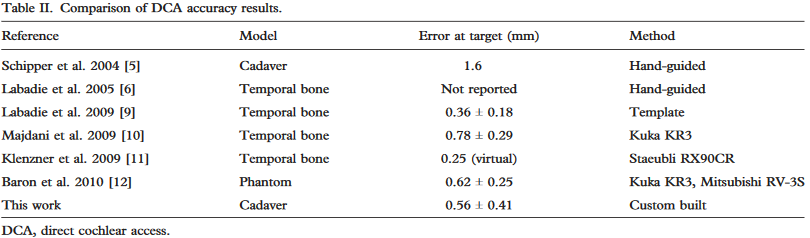 Table II. Comparison of DCA accuracy results.
Reference Model Error at target (mm) Method
Schipper et al. 2004 [5] Cadaver 1.6 Hand-guided
Labadie et al. 2005 [6] Temporal bone Not reported Hand-guided
Labadie et al. 2009 [9] Temporal bone 0.36 ± 0.18 Template
Majdani et al. 2009 [10] Temporal bone 0.78 ± 0.29 Kuka KR3
Klenzner et al. 2009 [11] Temporal bone 0.25 (virtual) Staeubli RX90CR
Baron et al. 2010 [12] Phantom 0.62 ± 0.25 Kuka KR3, Mitsubishi RV-3S
This work Cadaver 0.56 ± 0.41 Custom built
DCA, direct cochlear access.